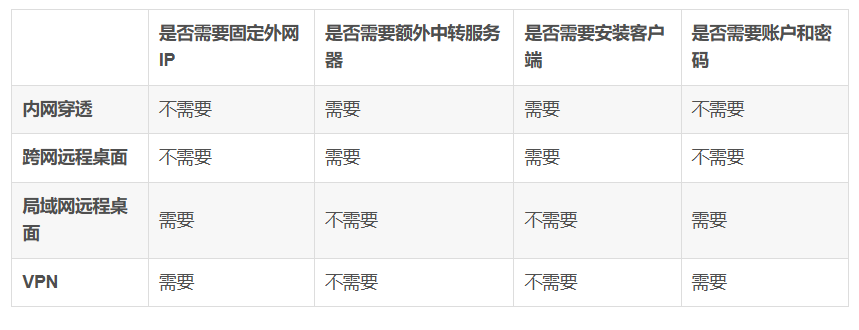 是否需要固定外网IP 是否需要额外中转服务器 是否需要安装客户端 是否需要账户和密码
内网穿透 不需要 需要 需要 不需要
跨网远程桌面 不需要 需要 需要 不需要
局域网远程桌面 需要 不需要 不需要 需要
VPN 需要 不需要 不需要 需要